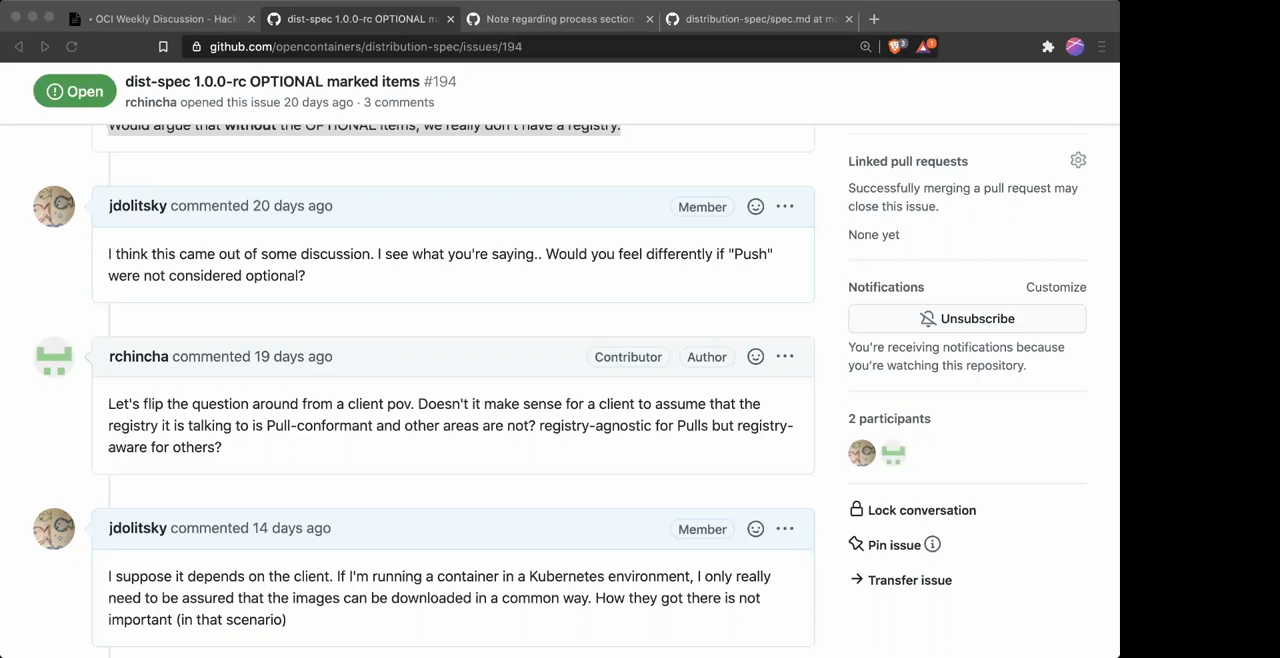 OCI Weekly Discussion - Hack
dist-spec 1.0.0-rc OPTIONAL m
Note regarding process section
distribution-spec/spec.md at m
github.com/opencontainers/distribution-spec/issues/194
3
1
Open
dist-spec 1.0.0-rc OPTIONAL marked items #194
rchincha opened this issue 20 days ago · 3 comments
Would argue that without the OPTIONAL items, we really don't have a registry.
jdolitsky commented 20 days ago
Member
I think this came out of some discussion. I see what you're saying.. Would you feel differently if "Push"
were not considered optional?
rchincha commented 19 days ago
Contributor
Author
Let's flip the question around from a client pov. Doesn't it make sense for a client to assume that the
registry it is talking to is Pull-conformant and other areas are not? registry-agnostic for Pulls but registry-
aware for others?
jdolitsky commented 14 days ago
Member
I suppose it depends on the client. If I'm running a container in a Kubernetes environment, I only really
need to be assured that the images can be downloaded in a common way. How they got there is not
important (in that scenario)
Linked pull requests
Successfully merging a pull request may
close this issue.
None yet
Notifications
Customize
Unsubscribe
You're receiving notifications because
you're watching this repository.
2 participants
Lock conversation
Pin issue
Transfer issue